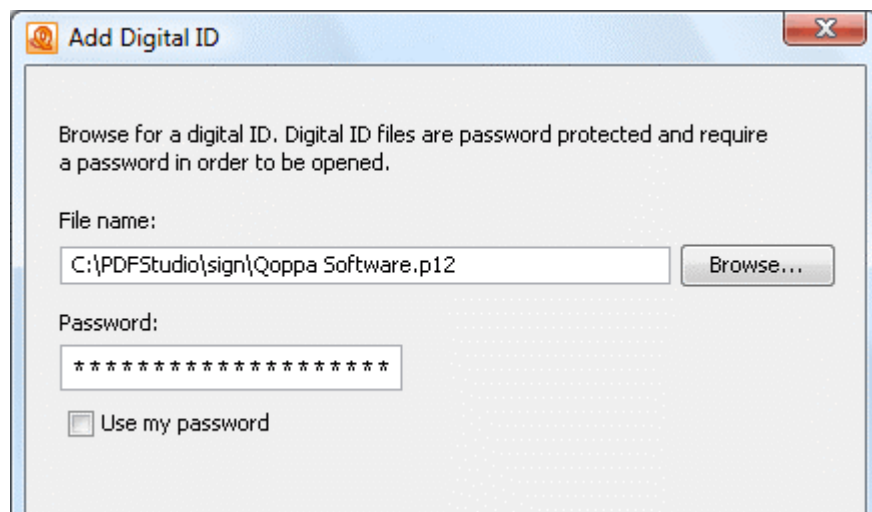 Add Digital ID
Browse for a digital ID. Digital ID files are password protected and require
a password in order to be opened.
File name:
C:\PDFStudio\sign\Qoppa Software.p12
Browse...
Password:
********************
Use my password